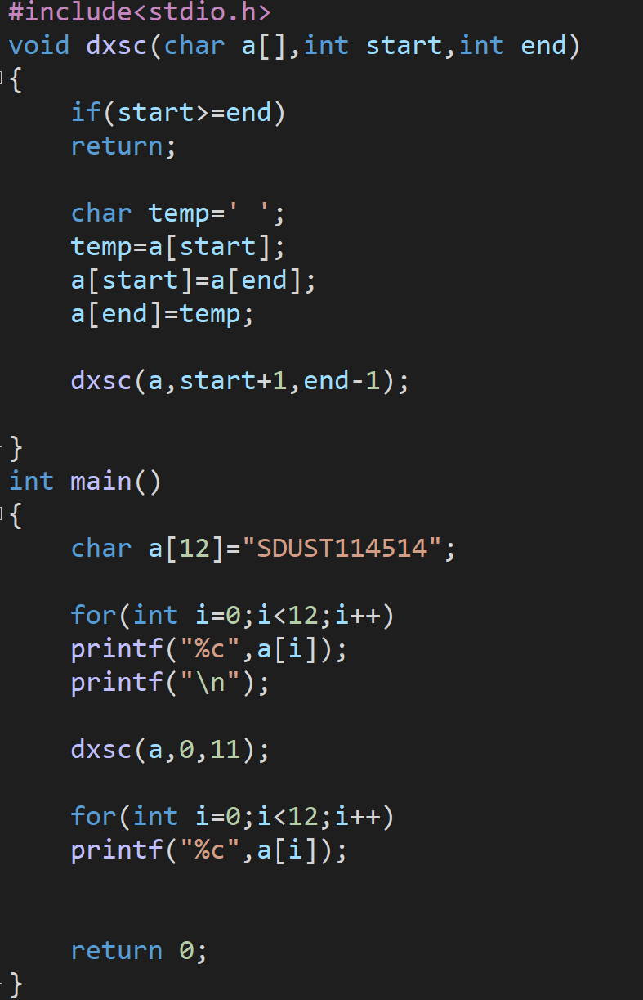 #include<stdio.h>
void dxsc(char a[],int start,int end)
{
    if(start>=end)
    return;
    char temp=' ';
    temp=a[start];
    a[start]=a[end];
    a[end]=temp;
    dxsc(a,start+1,end-1);
}
int main()
{
    char a[12]="SDUST114514";
    for(int i=0;i<12;i++)
    printf("%c",a[i]);
    printf("\n");
    dxsc(a,0,11);
    for(int i=0;i<12;i++)
    printf("%c",a[i]);
    return 0;
}